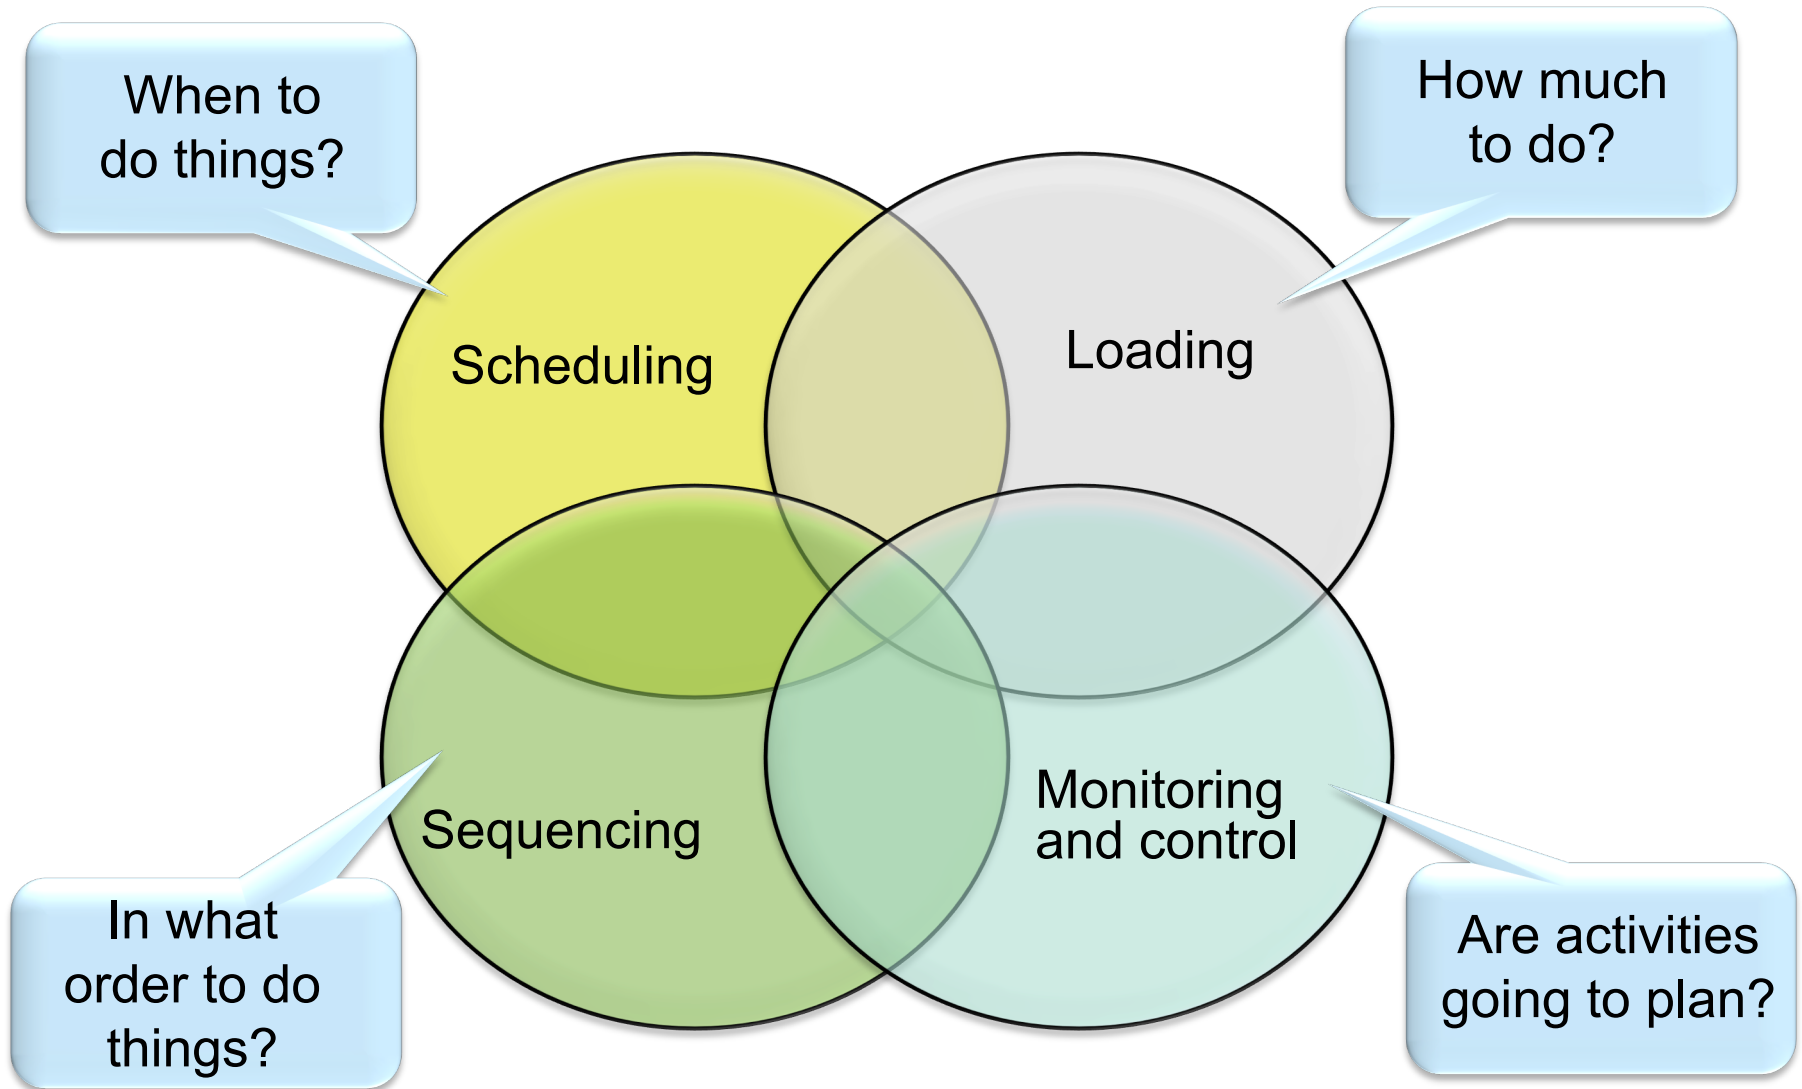 When to
do things?
How much
to do?
Scheduling
Loading
Sequencing
Monitoring
and control
In what
order to do
things?
Are activities
going to plan?